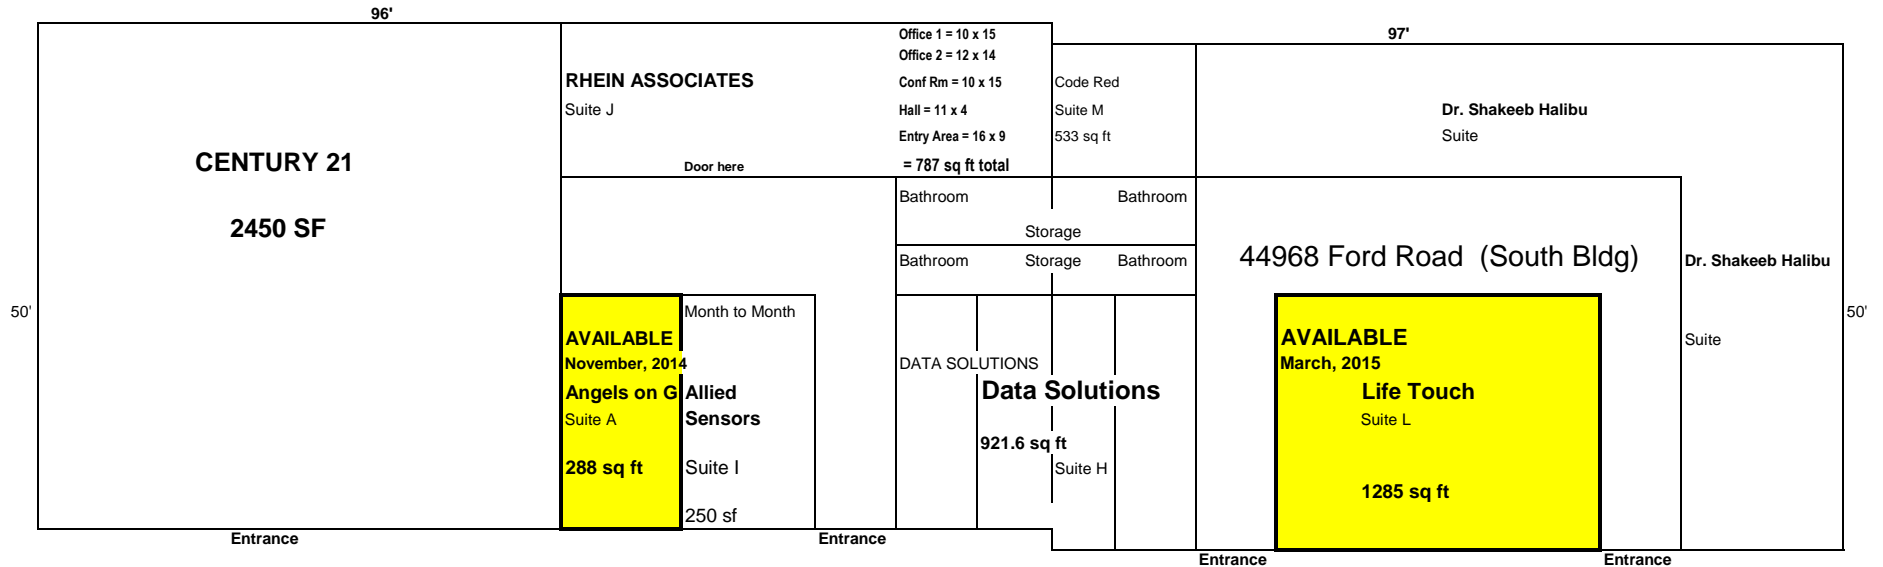 96'
97'
Office 1 = 10 x 15
Office 2 = 12 x 14
RHEIN ASSOCIATES
Conf Rm = 10 x 15
Code Red
Suite J
Hall = 11 x 4
Suite M
Dr. Shakeeb Halibu
Entry Area = 16 x 9
533 sq ft
Suite
CENTURY 21
Door here
= 787 sq ft total
Bathroom
Bathroom
2450 SF
Storage
44968 Ford Road (South Bldg)
Bathroom
Storage
Bathroom
Dr. Shakeeb Halibu
50'
Month to Month
50'
AVAILABLE
AVAILABLE
Suite
November, 2014
DATA SOLUTIONS
March, 2015
Angels on G
Allied
Data Solutions
Life Touch
Suite A
Sensors
Suite L
921.6 sq ft
288 sq ft
Suite I
Suite H
1285 sq ft
250 sf
Entrance
Entrance
Entrance
Entrance